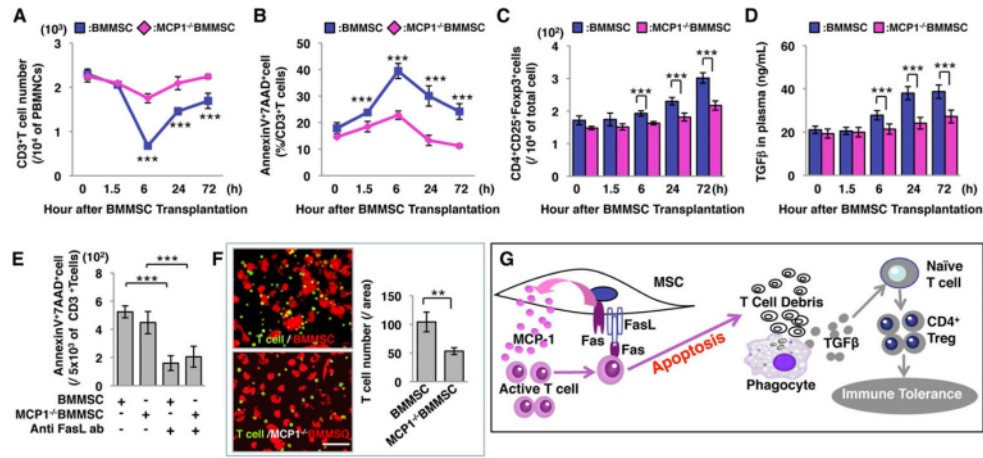 A
(10³)
:BMMSC :MCP1-/-BMMSC
CD3+T cell number
(/10⁴ of PBMNCs)
3
2
1
0
***
***
***
0 1.5 6 24 72 (h)
Hour after BMMSC Transplantation
B
:BMMSC :MCP1-/-BMMSC
AnnexinV+7AAD+cell
(%/CD3+T cells)
50
40
30
20
10
0
***
***
***
***
0 1.5 6 24 72 (h)
Hour after BMMSC Transplantation
C
(10²)
:BMMSC :MCP1-/-BMMSC
CD4+CD25+Foxp3+cells
(/ 10⁴ of total cell)
4
3
2
1
0
***
***
***
0 1.5 6 24 72(h)
Hour after BMMSC Transplantation
D
:BMMSC :MCP1-/-BMMSC
TGFβ in plasma (ng/mL)
60
40
20
0
***
***
***
0 1.5 6 24 72 (h)
Hour after BMMSC Transplantation
E
(10²)
AnnexinV+7AAD+cell
(/ 5x10³ of CD3 +Tcells)
8
6
4
2
0
***
***
BMMSC + - + -
MCP1-/-BMMSC - + - +
Anti FasL ab - - + +
F
T cell / BMMSC
T cell /MCP1-/-BMMSC
T cell number (/ area)
150
100
50
0
**
BMMSC
MCP1-/-BMMSC
G
MSC
MCP-1
FasL
Fas
Fas
Active T cell
Apoptosis
T Cell Debris
TGFβ
Phagocyte
Naïve
T cell
CD4+
Treg
Immune Tolerance